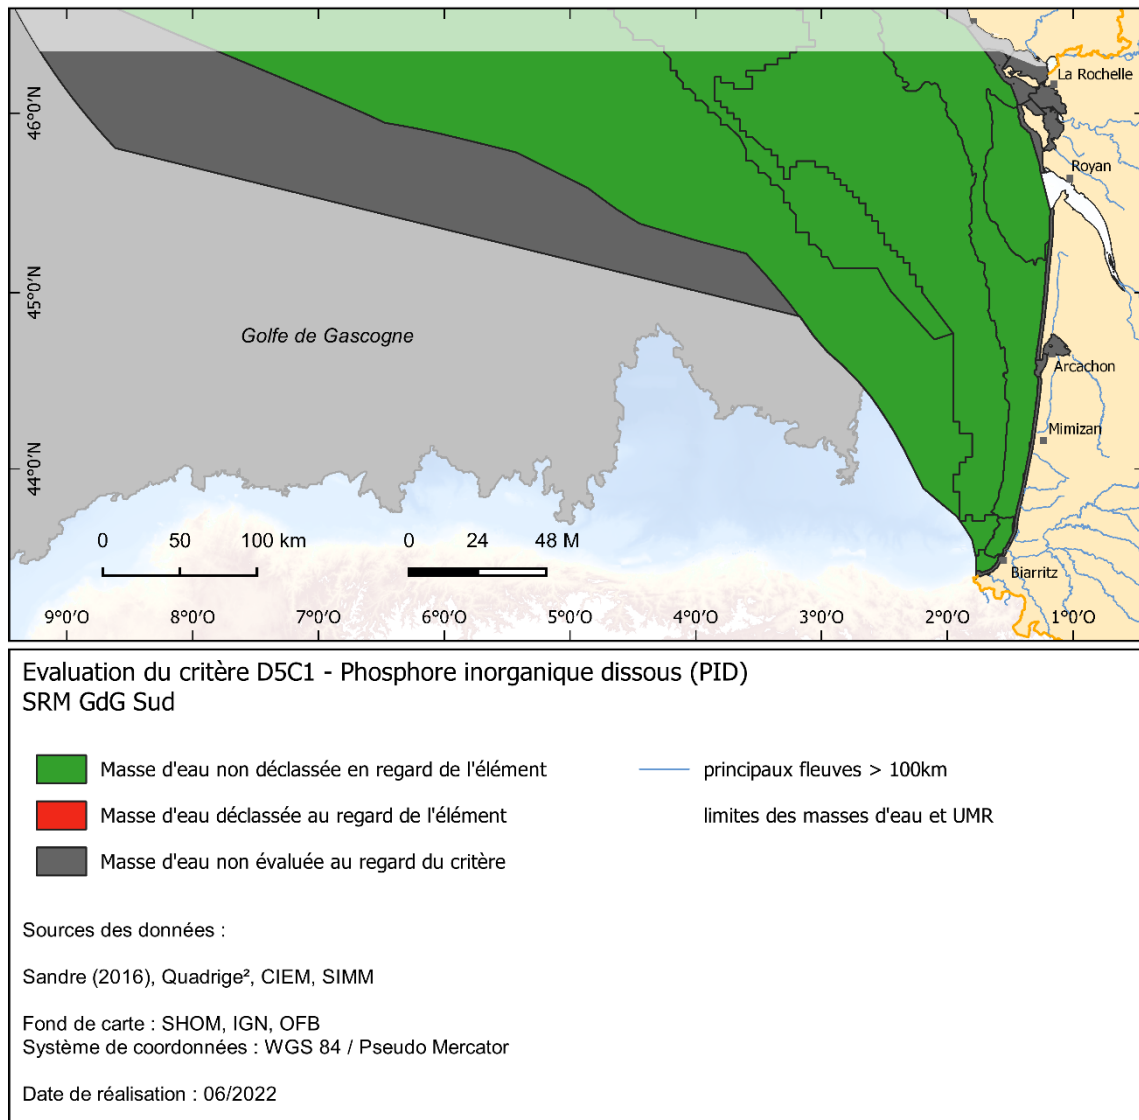 46°0'N
45°0'N
44°0'N
La Rochelle
Royan
Golfe de Gascogne
Arcachon
Mimizan
Biarritz
0 50 100 km
0 24 48 M
9°0'O 8°0'O 7°0'O 6°0'O 5°0'O 4°0'O 3°0'O 2°0'O 1°0'O
Evaluation du critère D5C1 - Phosphore inorganique dissous (PID)
SRM GdG Sud
Masse d'eau non déclassée en regard de l'élément
Masse d'eau déclassée au regard de l'élément
Masse d'eau non évaluée au regard du critère
principaux fleuves > 100km
limites des masses d'eau et UMR
Sources des données :
Sandre (2016), Quadrige², CIEM, SIMM
Fond de carte : SHOM, IGN, OFB
Système de coordonnées : WGS 84 / Pseudo Mercator
Date de réalisation : 06/2022